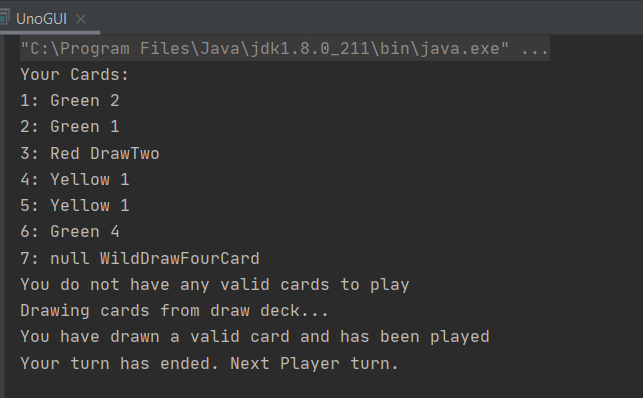 UnoGUI
"C:\Program Files\Java\jdk1.8.0_211\bin\java.exe" ...
Your Cards:
1: Green 2
2: Green 1
3: Red DrawTwo
4: Yellow 1
5: Yellow 1
6: Green 4
7: null WildDrawFourCard
You do not have any valid cards to play
Drawing cards from draw deck...
You have drawn a valid card and has been played
Your turn has ended. Next Player turn.